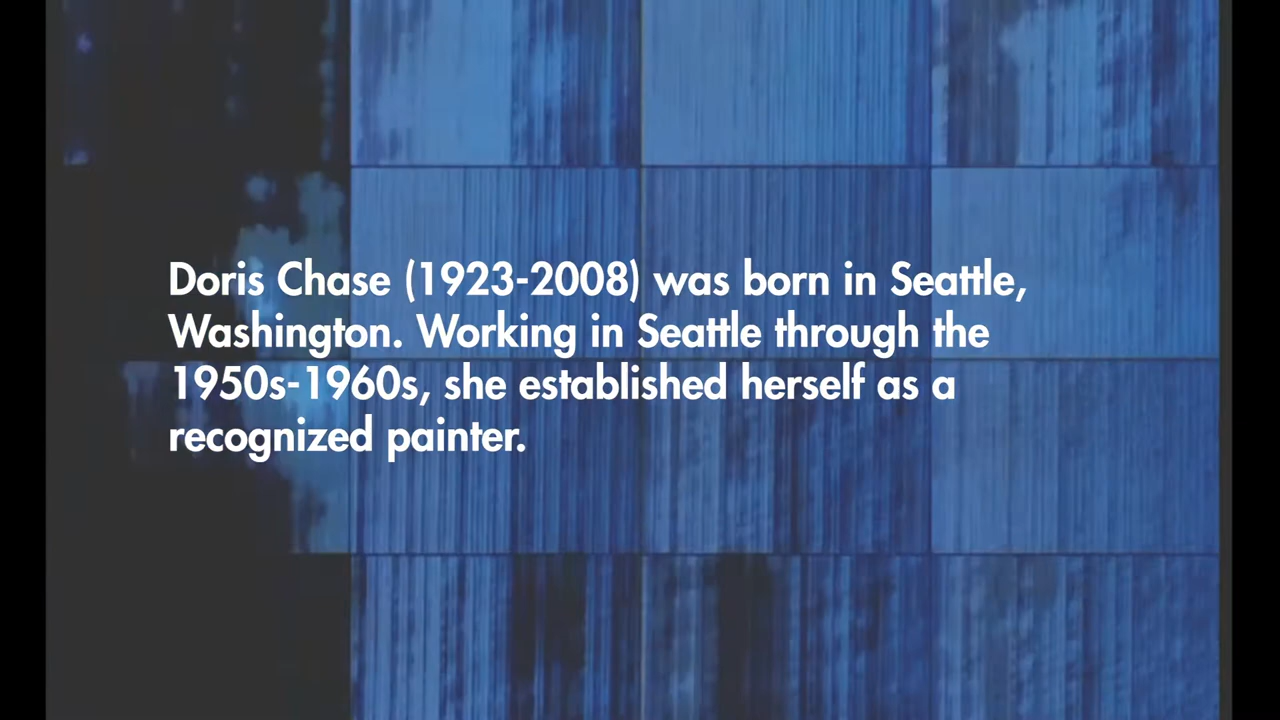 Doris Chase (1923-2008) was born in Seattle,
Washington. Working in Seattle through the
1950s-1960s, she established herself as a
recognized painter.